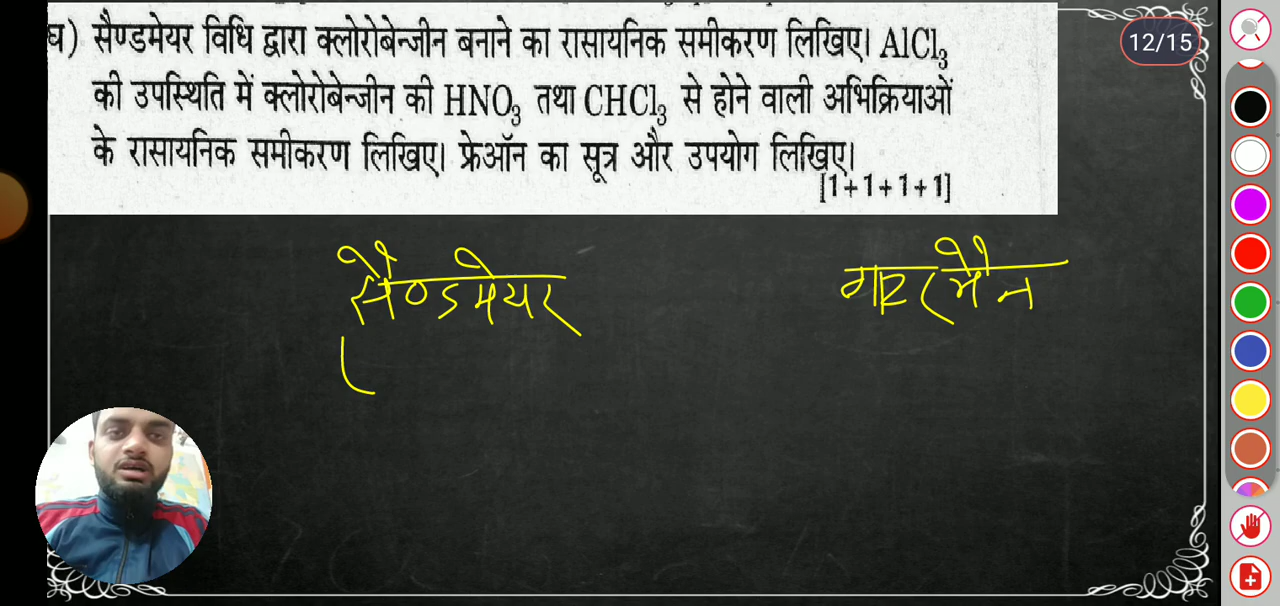 घ) सैण्डमेयर विधि द्वारा क्लोरोबेन्जीन बनाने का रासायनिक समीकरण लिखिए। AlCl₃
की उपस्थिति में क्लोरोबेन्जीन की HNO₃ तथा CHCl₃ से होने वाली अभिक्रियाओं
के रासायनिक समीकरण लिखिए। फ्रेऑन का सूत्र और उपयोग लिखिए।
[1+1+1+1]
12/15
सैण्डमेयर